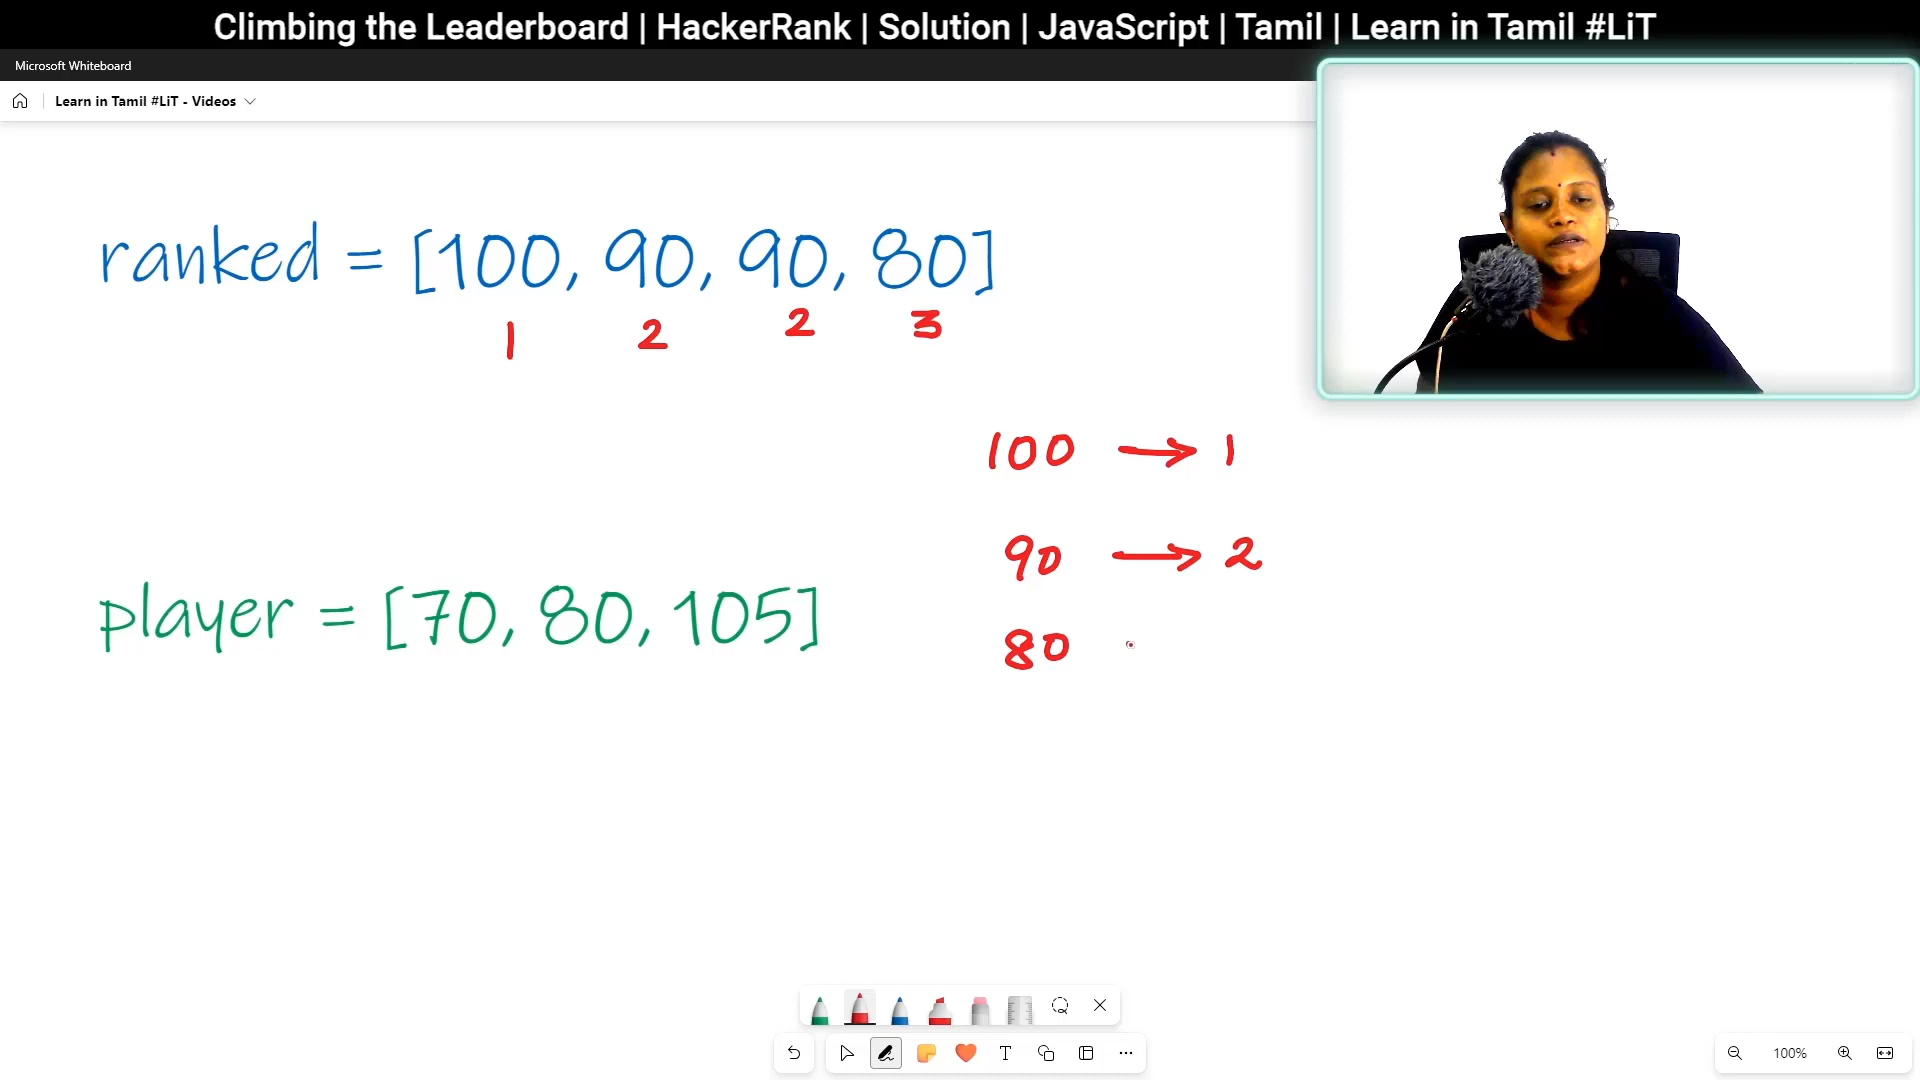 Climbing the Leaderboard | HackerRank | Solution | JavaScript | Tamil | Learn in Tamil #LiT
Microsoft Whiteboard
Learn in Tamil #LiT - Videos
ranked = [100, 90, 90, 80]
1 2 2 3
100 → 1
90 → 2
player = [70, 80, 105]
80
100%